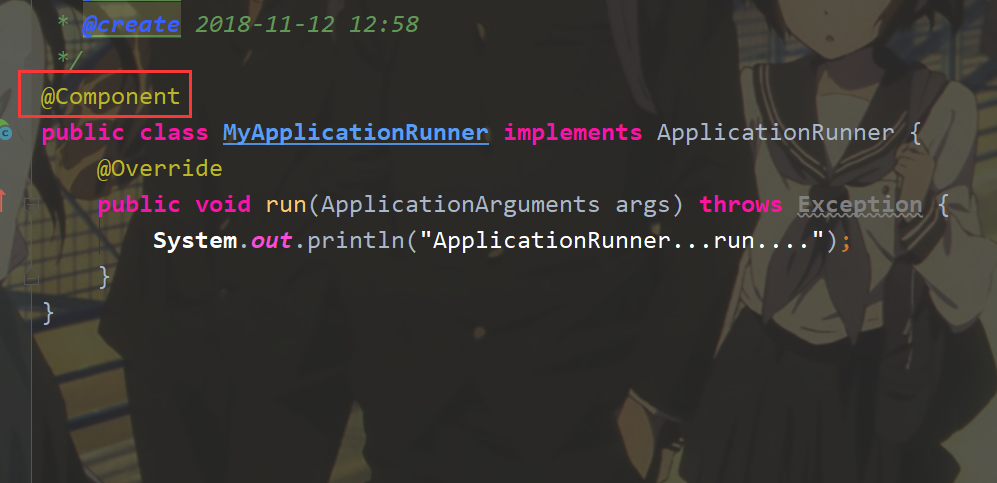 * @create 2018-11-12 12:58
*/
@Component
public class MyApplicationRunner implements ApplicationRunner {
@Override
public void run(ApplicationArguments args) throws Exception {
System.out.println("ApplicationRunner...run....");
}
}